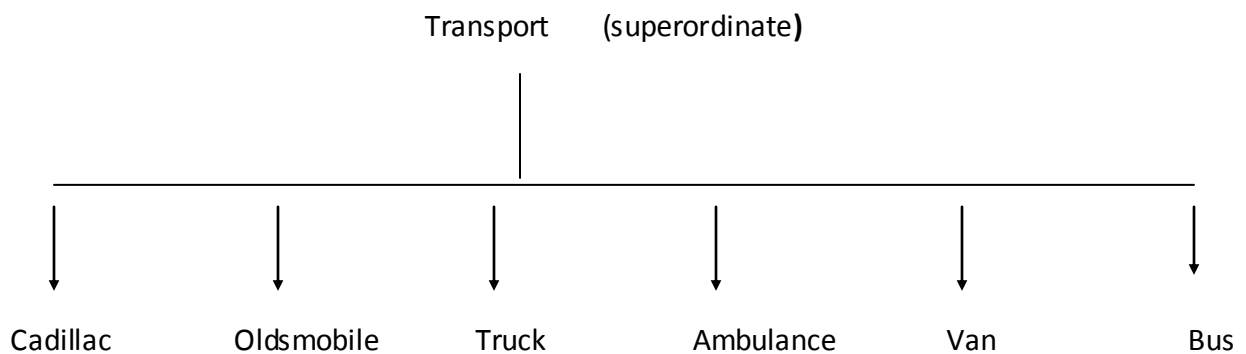 Transport (superordinate)
Cadillac Oldsmobile Truck Ambulance Van Bus